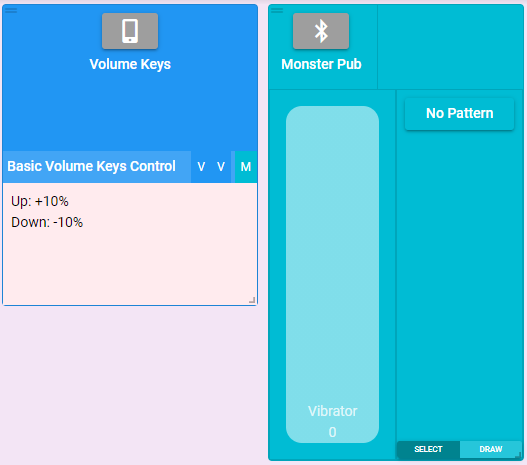 Volume Keys
Basic Volume Keys Control V V M
Up: +10%
Down: -10%
Monster Pub
No Pattern
Vibrator
0
SELECT DRAW